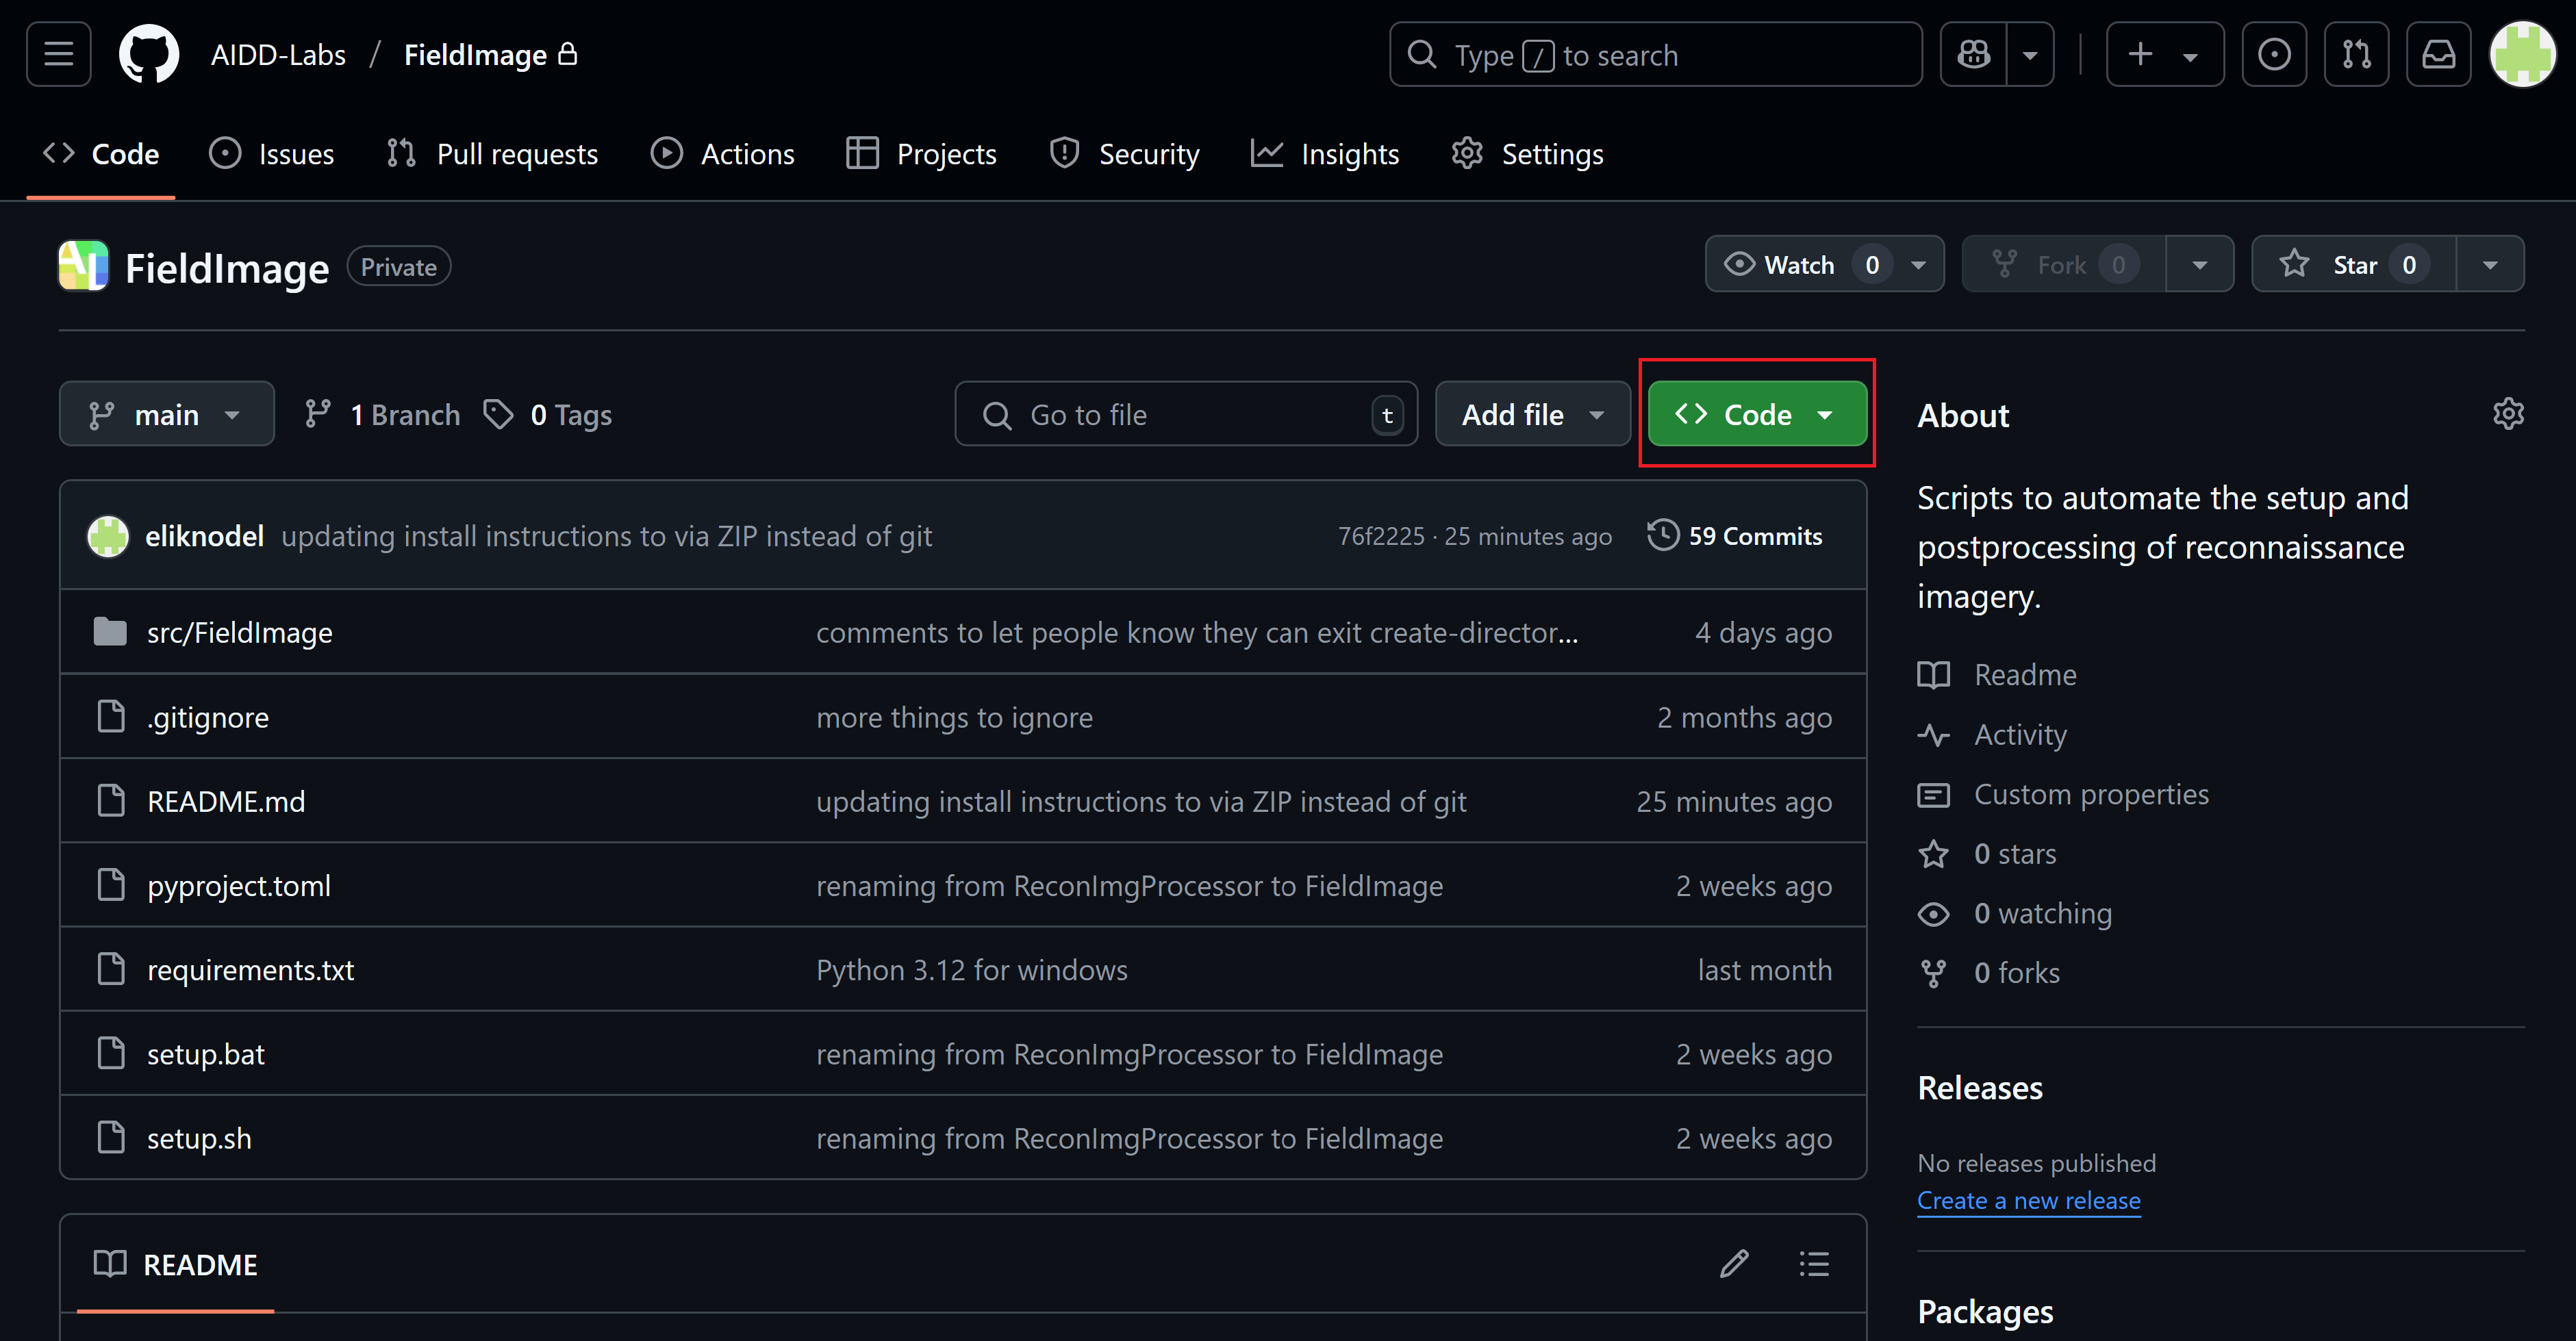 AIDD-Labs / FieldImage
Type / to search
Code Issues Pull requests Actions Projects Security Insights Settings
FieldImage Private
Watch 0 Fork 0 Star 0
main 1 Branch 0 Tags
Go to file t Add file Code
eliknodel updating install instructions to via ZIP instead of git 76f2225 · 25 minutes ago 59 Commits
src/FieldImage comments to let people know they can exit create-director... 4 days ago
.gitignore more things to ignore 2 months ago
README.md updating install instructions to via ZIP instead of git 25 minutes ago
pyproject.toml renaming from ReconImgProcessor to FieldImage 2 weeks ago
requirements.txt Python 3.12 for windows last month
setup.bat renaming from ReconImgProcessor to FieldImage 2 weeks ago
setup.sh renaming from ReconImgProcessor to FieldImage 2 weeks ago
README
About
Scripts to automate the setup and
postprocessing of reconnaissance
imagery.
Readme
Activity
Custom properties
0 stars
0 watching
0 forks
Releases
No releases published
Create a new release
Packages